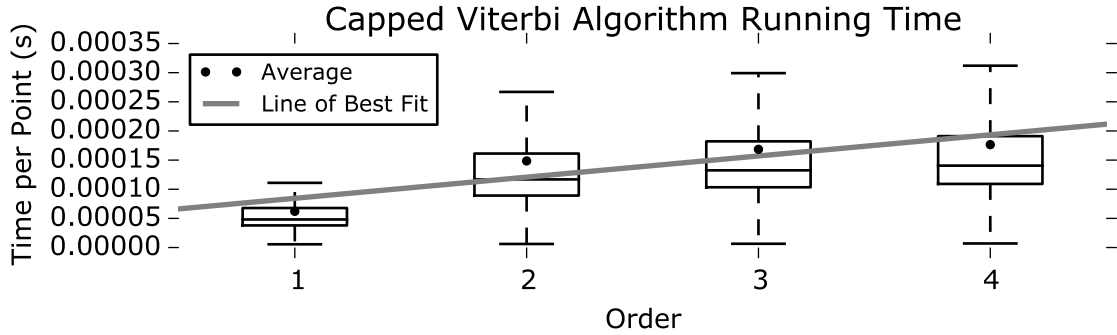 Capped Viterbi Algorithm Running Time
Time per Point (s)
0.00035
0.00030
0.00025
0.00020
0.00015
0.00010
0.00005
0.00000
Average
Line of Best Fit
1 2 3 4
Order